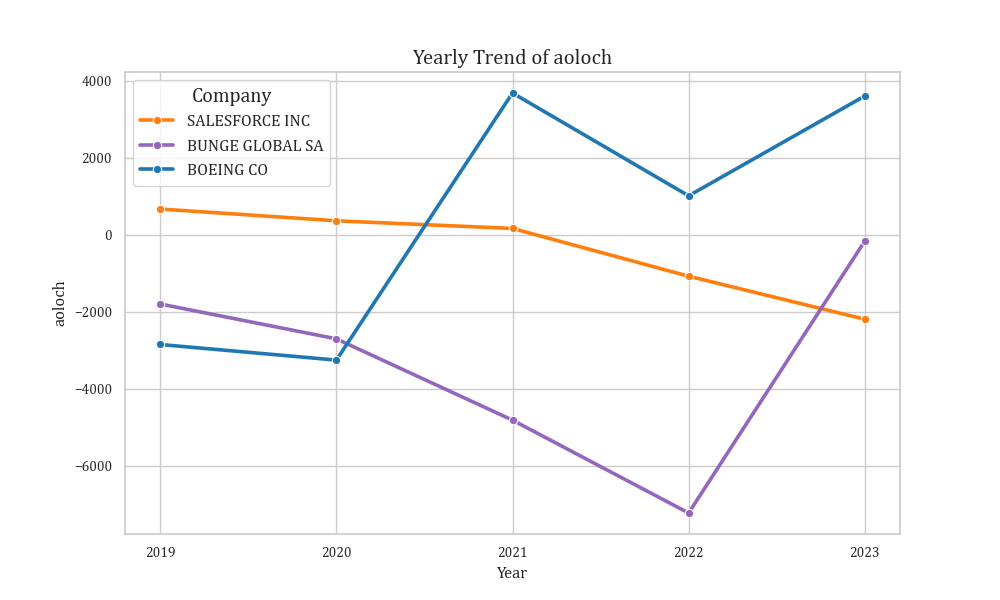 Yearly Trend of aoloch
Company
SALESFORCE INC
BUNGE GLOBAL SA
BOEING CO
4000
2000
0
−2000
−4000
−6000
aoloch
2019 2020 2021 2022 2023
Year